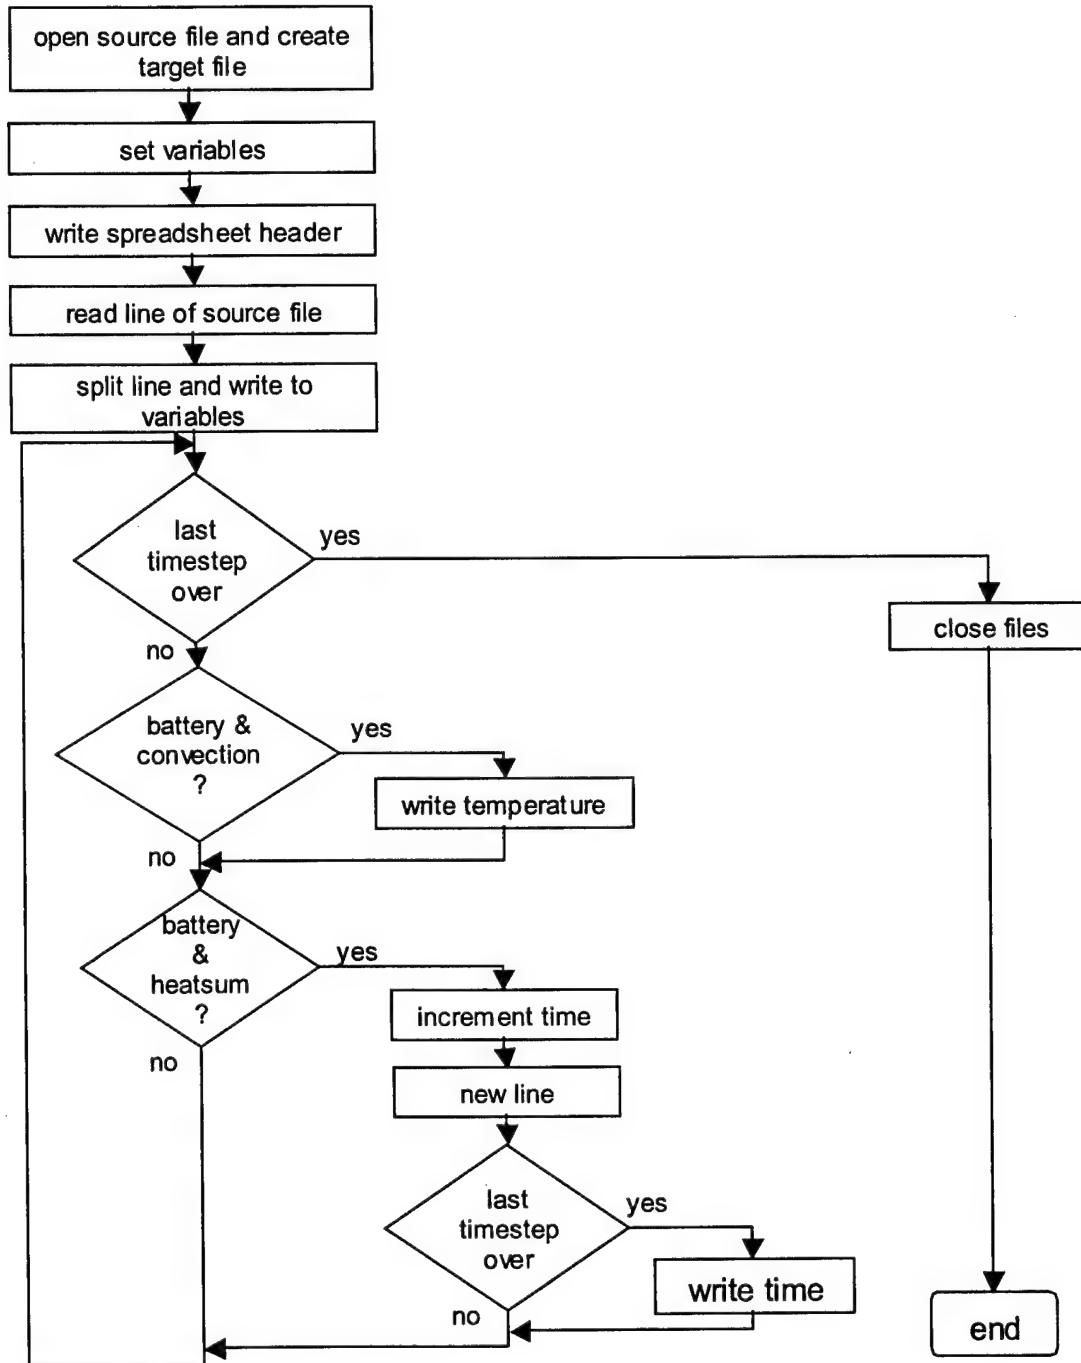 open source file and create
target file
set variables
write spreadsheet header
read line of source file
split line and write to
variables
last
timestep
over
yes
close files
no
battery &
convection
?
yes
write temperature
no
battery
&
heatsum
?
yes
increment time
no
new line
last
timestep
over
yes
write time
no
end